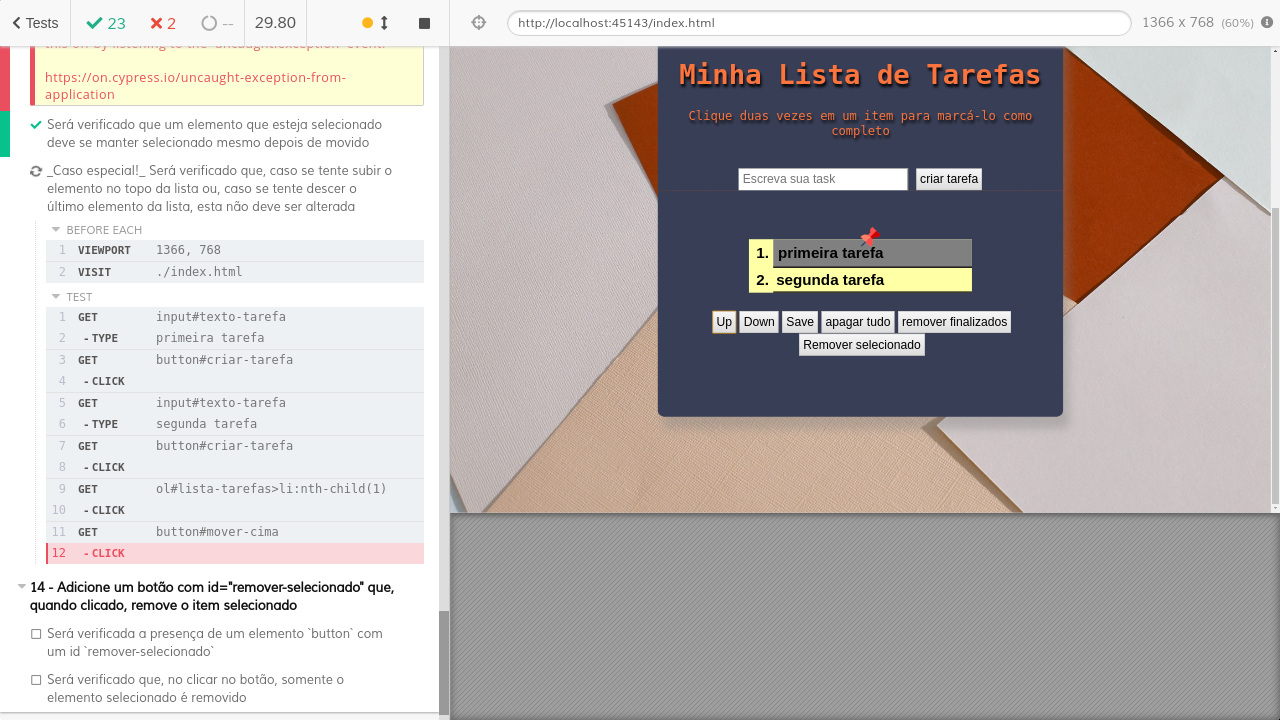 Tests
23
2
--
29.80
http://localhost:45143/index.html
1366 x 768 (60%)
this off by listening to the 'uncaught:exception' event.
https://on.cypress.io/uncaught-exception-from-
application
Será verificado que um elemento que esteja selecionado
deve se manter selecionado mesmo depois de movido
_Caso especial!_ Será verificado que, caso se tente subir o
elemento no topo da lista ou, caso se tente descer o
último elemento da lista, esta não deve ser alterada
BEFORE EACH
1 VIEWPORT 1366, 768
2 VISIT ./index.html
TEST
1 GET input#texto-tarefa
2 - TYPE primeira tarefa
3 GET button#criar-tarefa
4 - CLICK
5 GET input#texto-tarefa
6 - TYPE segunda tarefa
7 GET button#criar-tarefa
8 - CLICK
9 GET ol#lista-tarefas>li:nth-child(1)
10 - CLICK
11 GET button#mover-cima
12 - CLICK
14 - Adicione um botão com id="remover-selecionado" que,
quando clicado, remove o item selecionado
Será verificada a presença de um elemento `button` com
um id `remover-selecionado`
Será verificado que, no clicar no botão, somente o
elemento selecionado é removido
Minha Lista de Tarefas
Clique duas vezes em um item para marcá-lo como
completo
Escreva sua task
criar tarefa
1. primeira tarefa
2. segunda tarefa
Up Down Save apagar tudo remover finalizados
Remover selecionado